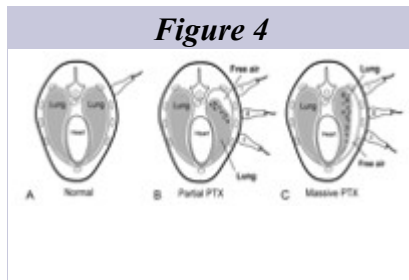 Figure 4
Free air
Lung
Lung Lung
Lung
Heart
Heart
Heart
Lung
Free air
A Normal
B Partial PTX
C Massive PTX